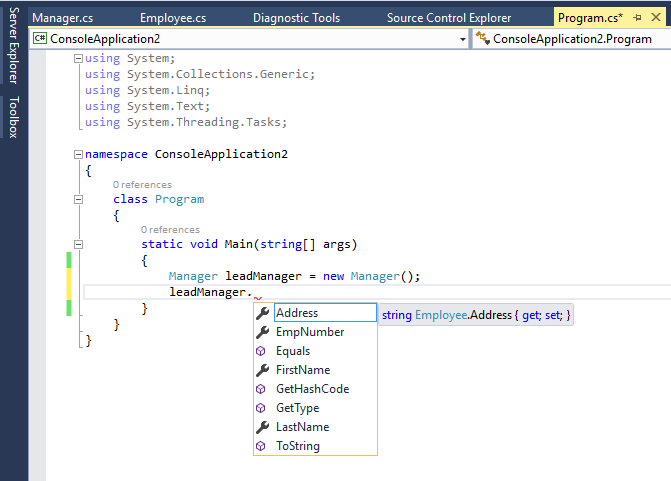 Manager.cs Employee.cs Diagnostic Tools Source Control Explorer Program.cs*
Server Explorer
Toolbox
C# ConsoleApplication2 ConsoleApplication2.Program
using System;
using System.Collections.Generic;
using System.Linq;
using System.Text;
using System.Threading.Tasks;
namespace ConsoleApplication2
{
0 references
class Program
{
0 references
static void Main(string[] args)
{
Manager leadManager = new Manager();
leadManager.
}
}
}
Address
string Employee.Address { get; set; }
EmpNumber
Equals
FirstName
GetHashCode
GetType
LastName
ToString